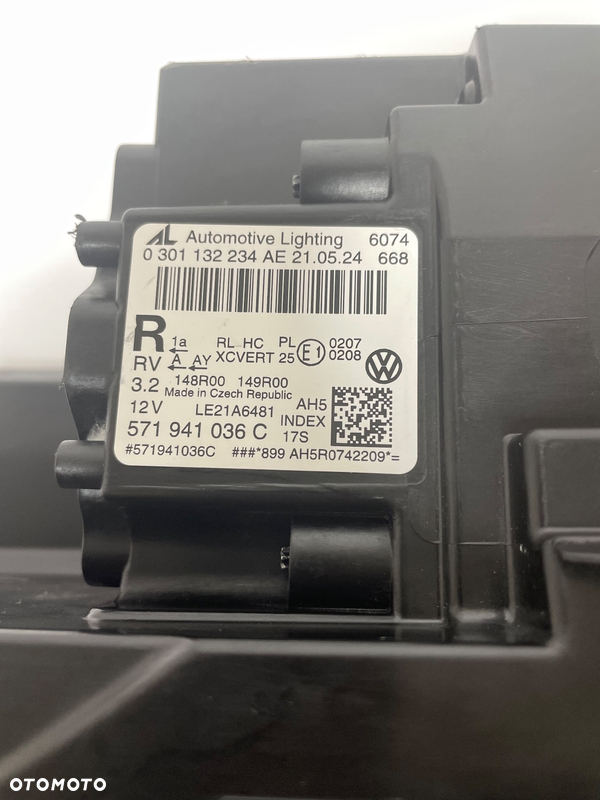 AL Automotive Lighting 6074
0 301 132 234 AE 21.05.24 668
R 1a RL HC PL E1 0207
RV A AY XCVERT 25 0208
3.2 148R00 149R00
Made in Czech Republic
12V LE21A6481 AH5
571 941 036 C INDEX 17S
#571941036C ###*899 AH5R0742209*=
OTOMOTO